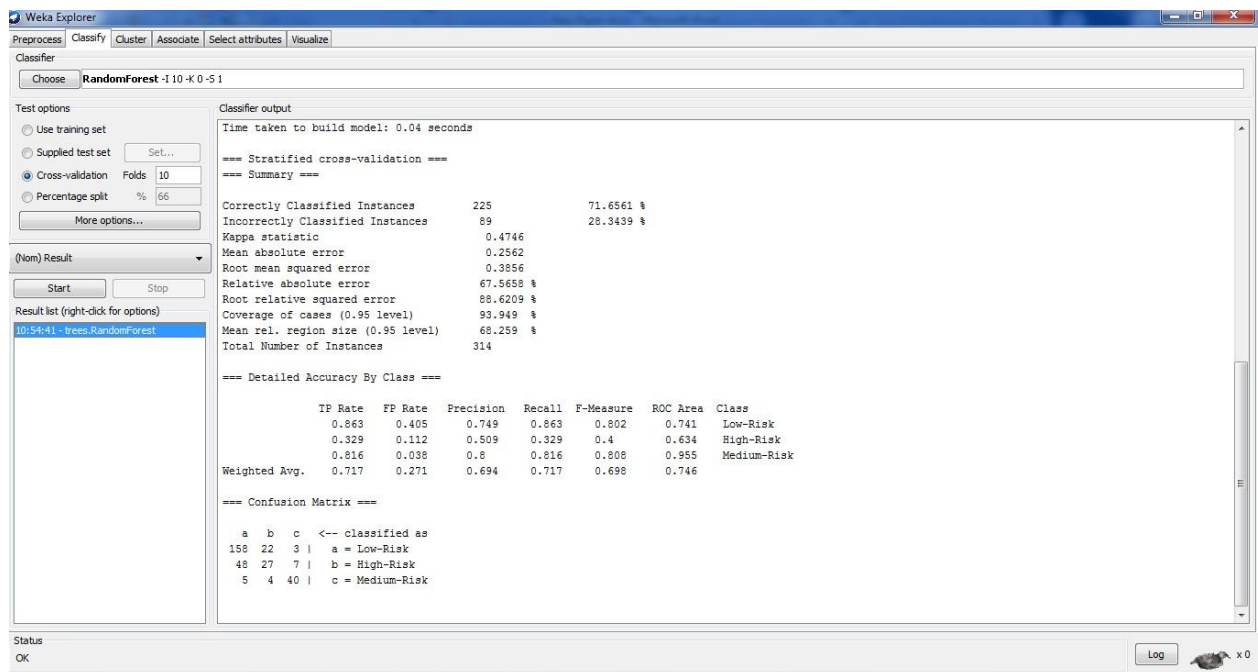 Weka Explorer
Preprocess Classify Cluster Associate Select attributes Visualize
Classifier
Choose RandomForest -I 10 -K 0 -S 1
Test options
Use training set
Supplied test set Set...
Cross-validation Folds 10
Percentage split % 66
More options...
(Nom) Result
Start Stop
Result list (right-click for options)
10:54:41 - trees.RandomForest
Classifier output
Time taken to build model: 0.04 seconds
=== Stratified cross-validation ===
=== Summary ===
Correctly Classified Instances 225 71.6561 %
Incorrectly Classified Instances 89 28.3439 %
Kappa statistic 0.4746
Mean absolute error 0.2562
Root mean squared error 0.3856
Relative absolute error 67.5658 %
Root relative squared error 88.6209 %
Coverage of cases (0.95 level) 93.949 %
Mean rel. region size (0.95 level) 68.259 %
Total Number of Instances 314
=== Detailed Accuracy By Class ===
TP Rate FP Rate Precision Recall F-Measure ROC Area Class
0.863 0.405 0.749 0.863 0.802 0.741 Low-Risk
0.329 0.112 0.509 0.329 0.4 0.634 High-Risk
0.816 0.038 0.8 0.816 0.808 0.955 Medium-Risk
Weighted Avg. 0.717 0.271 0.694 0.717 0.698 0.746
=== Confusion Matrix ===
a b c <-- classified as
158 22 3 | a = Low-Risk
48 27 7 | b = High-Risk
5 4 40 | c = Medium-Risk
Status
OK
Log
x 0